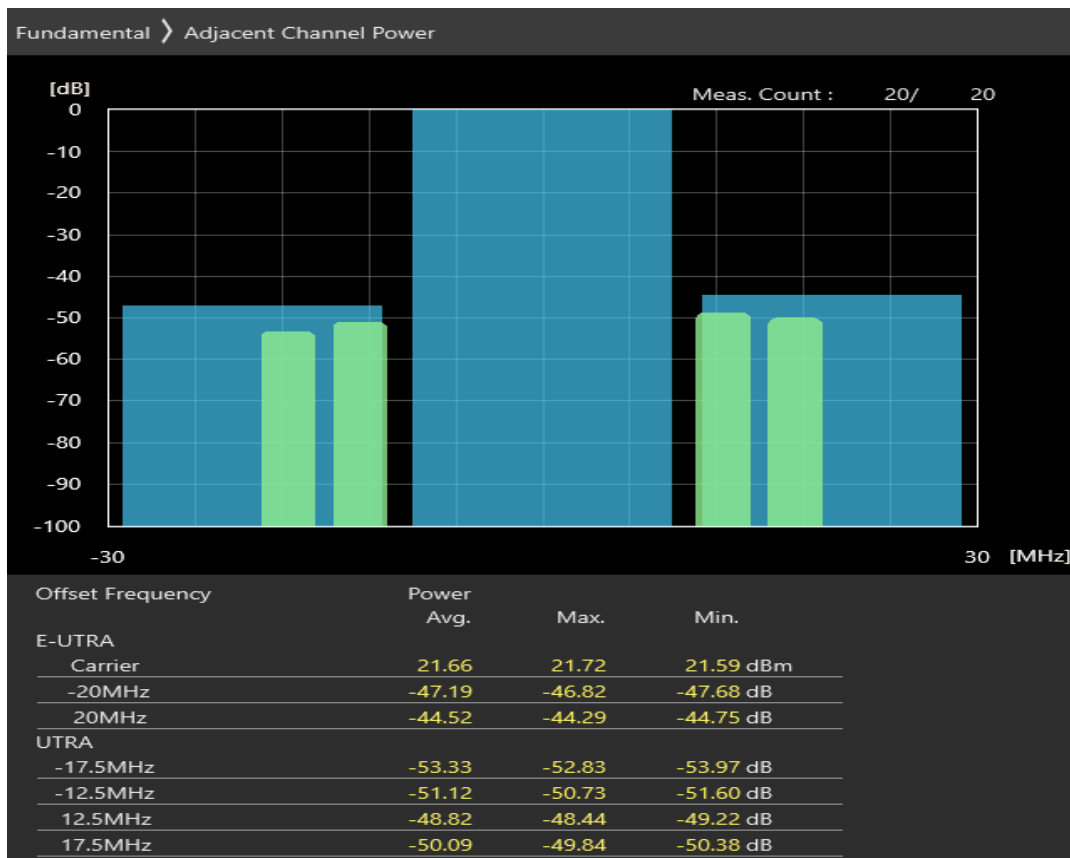 Fundamental 〉 Adjacent Channel Power
[dB]
Meas. Count : 20/ 20
0
-10
-20
-30
-40
-50
-60
-70
-80
-90
-100
-30 30 [MHz]
Offset Frequency Power
Avg. Max. Min.
E-UTRA
Carrier 21.66 21.72 21.59 dBm
-20MHz -47.19 -46.82 -47.68 dB
20MHz -44.52 -44.29 -44.75 dB
UTRA
-17.5MHz -53.33 -52.83 -53.97 dB
-12.5MHz -51.12 -50.73 -51.60 dB
12.5MHz -48.82 -48.44 -49.22 dB
17.5MHz -50.09 -49.84 -50.38 dB